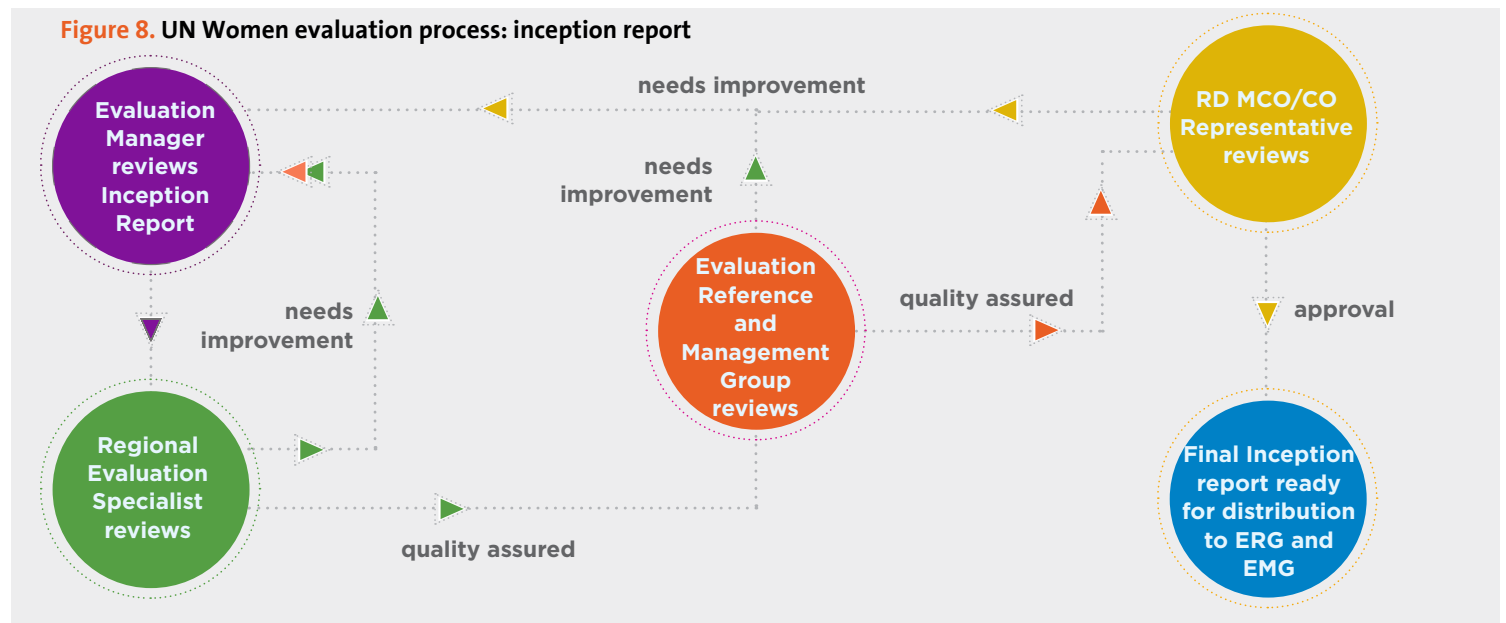 Figure 8. UN Women evaluation process: inception report
Evaluation
Manager
reviews
Inception
Report
needs improvement
RD MCO/CO
Representative
reviews
needs
improvement
Evaluation
Reference
and
Management
Group
reviews
quality assured
needs
improvement
approval
Regional
Evaluation
Specialist
reviews
quality assured
Final Inception
report ready
for distribution
to ERG and
EMG